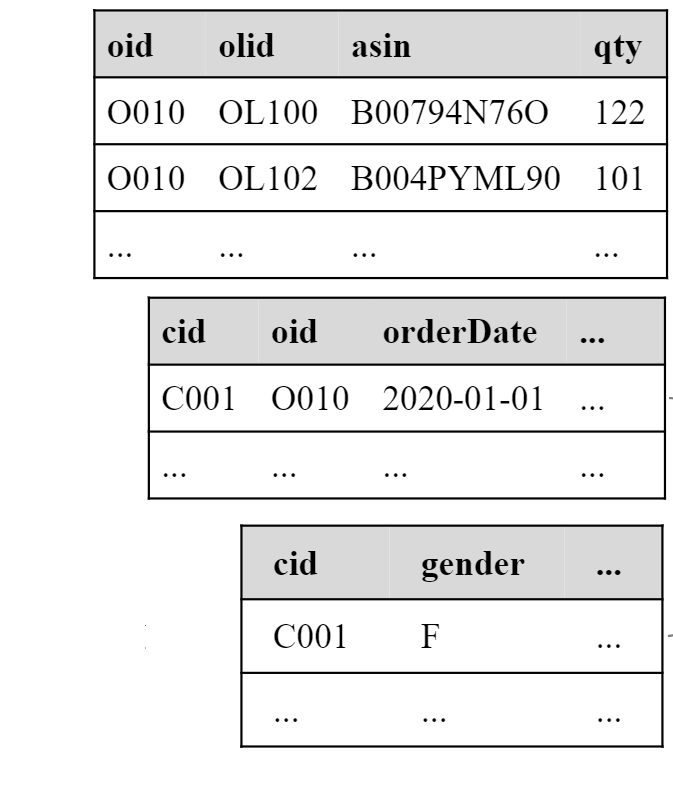 oid olid asin qty
O010 OL100 B00794N76O 122
O010 OL102 B004PYML90 101
... ... ... ...
cid oid orderDate ...
C001 O010 2020-01-01 ...
... ... ... ...
cid gender ...
C001 F ...
... ... ...